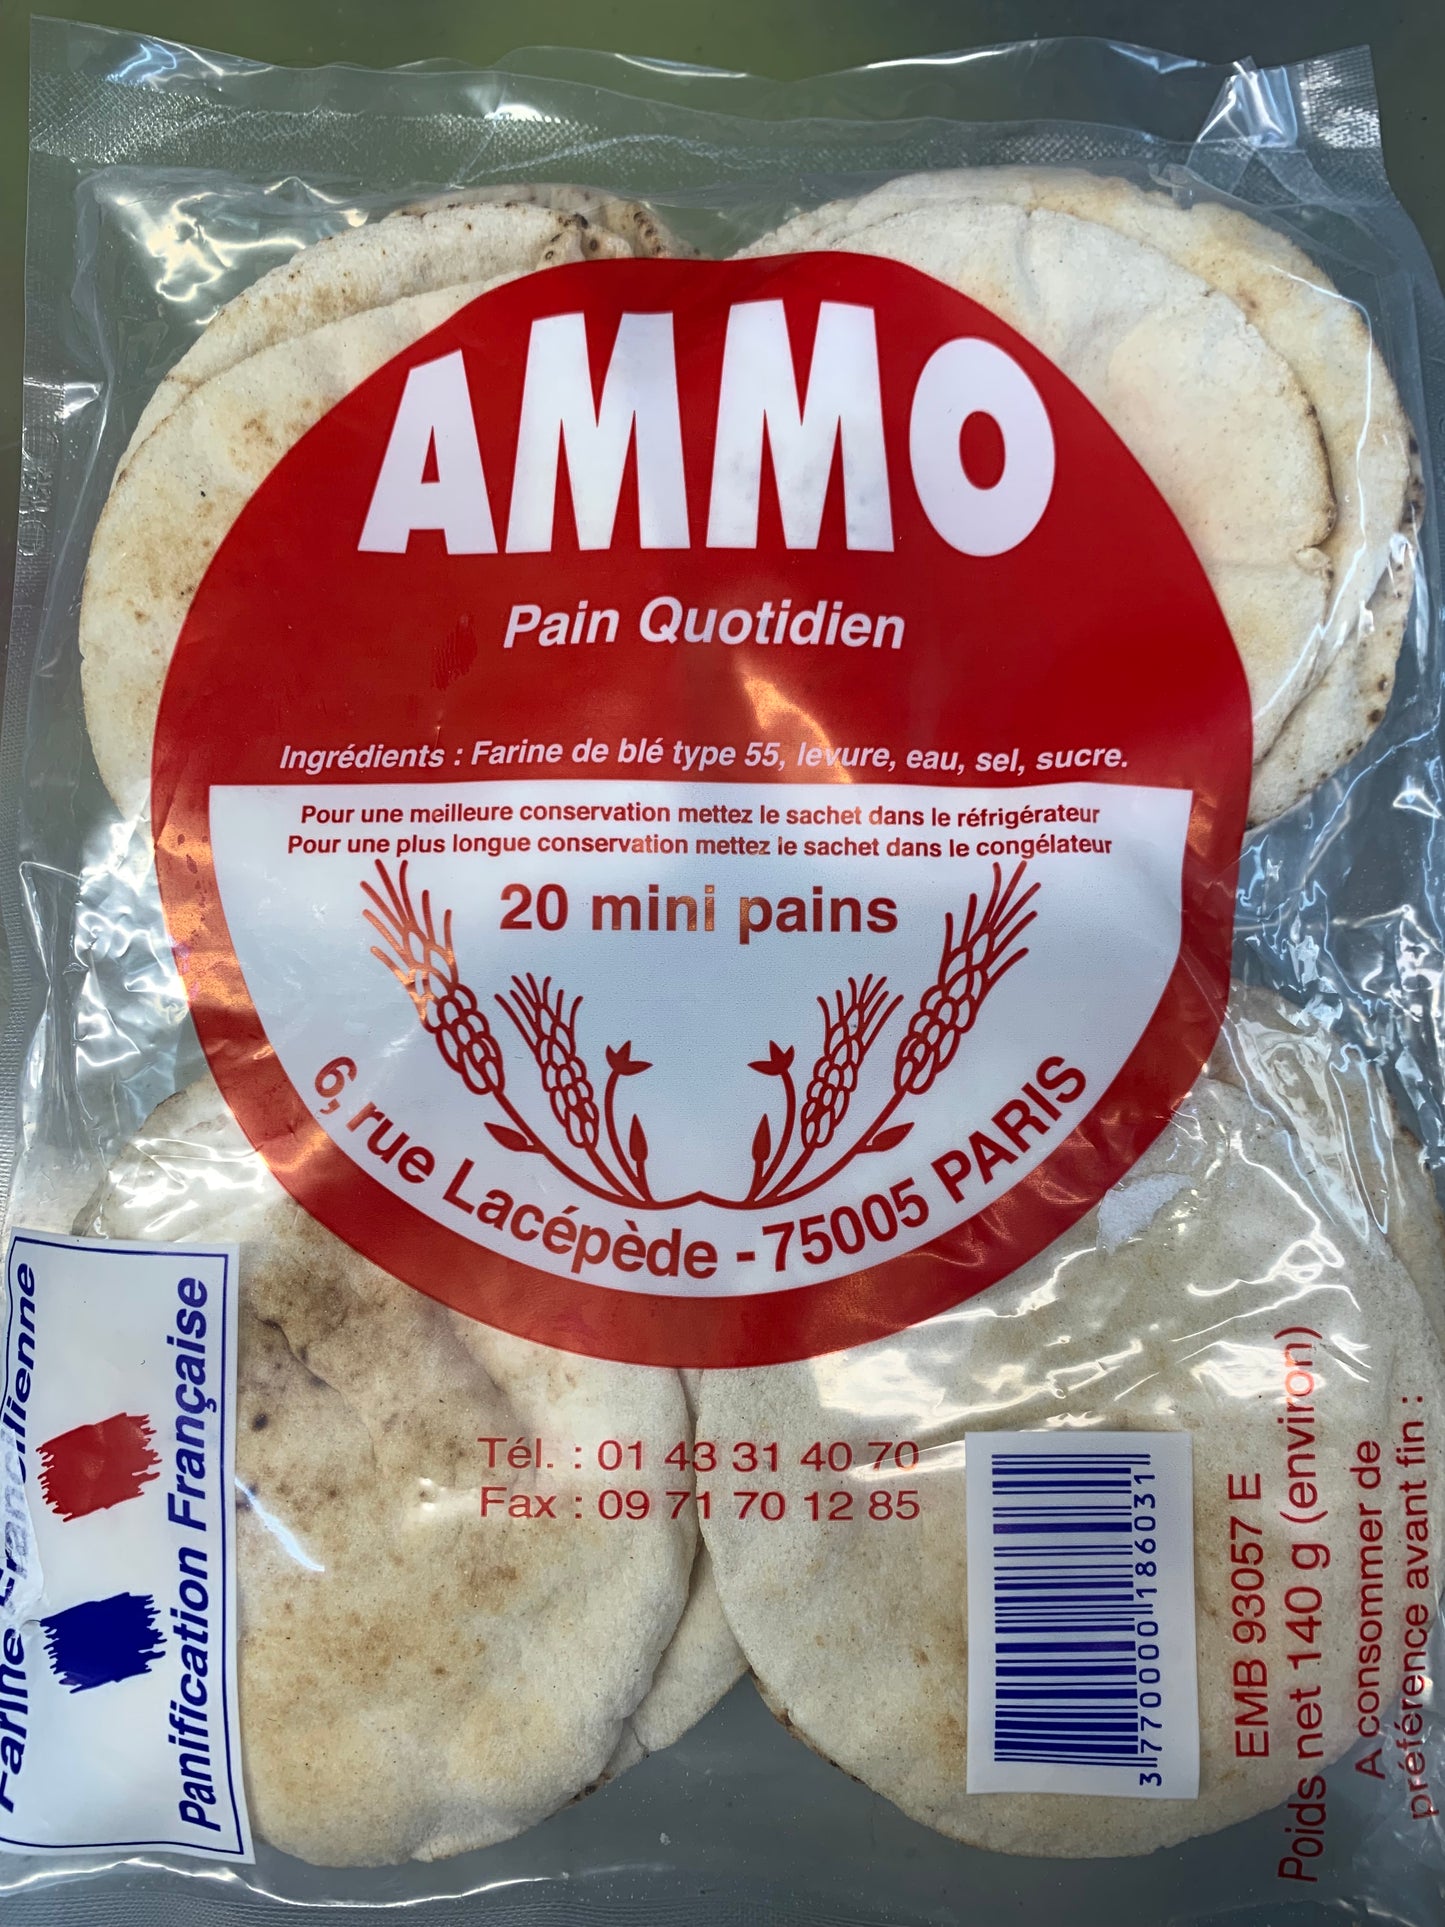 AMMO
Pain Quotidien
Ingrédients : Farine de blé type 55, levure, eau, sel, sucre.
Pour une meilleure conservation mettez le sachet dans le réfrigérateur
Pour une plus longue conservation mettez le sachet dans le congélateur
20 mini pains
6, rue Lacépède - 75005 PARIS
Farine Francilienne
Panification Française
Tél. : 01 43 31 40 70
Fax : 09 71 70 12 85
3770000186031
EMB 93057 E
Poids net 140 g (environ)
A consommer de
préférence avant fin :